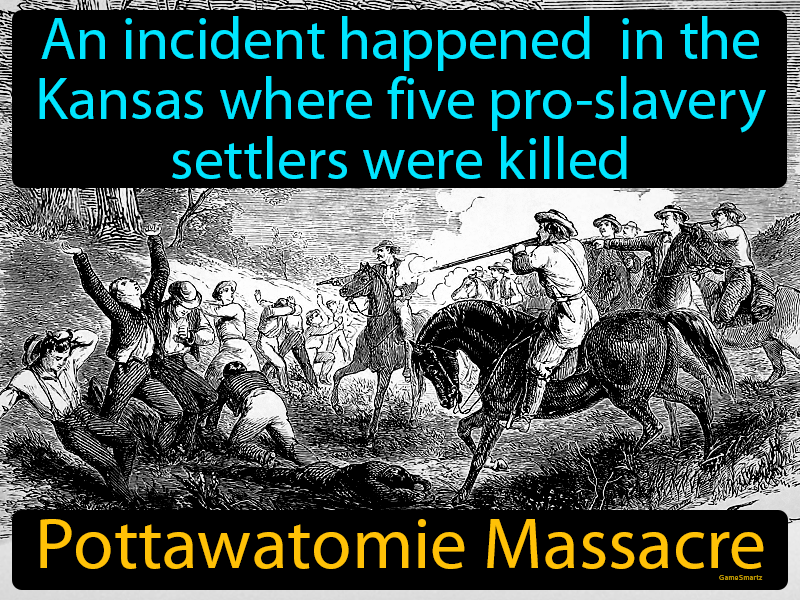 An incident happened  in the
Kansas where five pro-slavery
settlers were killed
Pottawatomie Massacre
GameSmartz